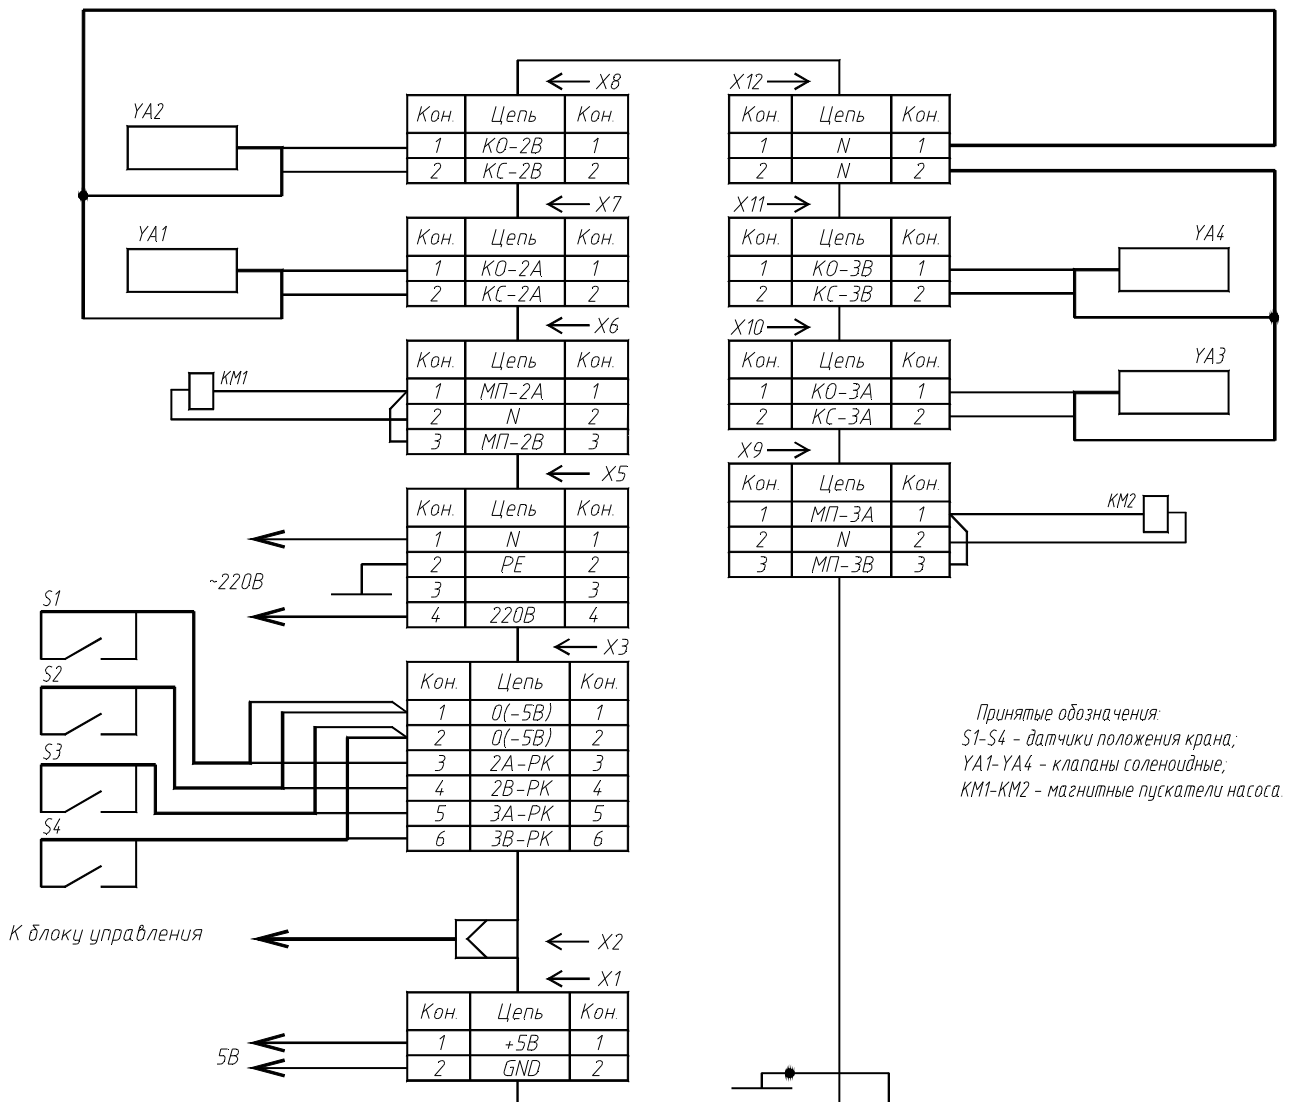 X8
X12
YA2
Кон. Цепь Кон.
1 КО-2В 1
2 КС-2В 2
Кон. Цепь Кон.
1 N 1
2 N 2
X7
X11
YA1
Кон. Цепь Кон.
1 КО-2А 1
2 КС-2А 2
Кон. Цепь Кон.
1 КО-3В 1
2 КС-3В 2
YA4
X6
X10
KM1
Кон. Цепь Кон.
1 МП-2А 1
2 N 2
3 МП-2В 3
Кон. Цепь Кон.
1 КО-3А 1
2 КС-3А 2
YA3
X5
X9
Кон. Цепь Кон.
1 N 1
2 PE 2
3 3
4 220В 4
~220В
Кон. Цепь Кон.
1 МП-3А 1
2 N 2
3 МП-3В 3
KM2
S1
S2
S3
S4
X3
Кон. Цепь Кон.
1 0(-5В) 1
2 0(-5В) 2
3 2А-РК 3
4 2В-РК 4
5 3А-РК 5
6 3В-РК 6
Принятые обозначения:
S1-S4 - датчики положения крана;
YA1-YA4 - клапаны соленоидные;
KM1-KM2 - магнитные пускатели насоса.
К блоку управления
X2
X1
Кон. Цепь Кон.
1 +5В 1
2 GND 2
5В